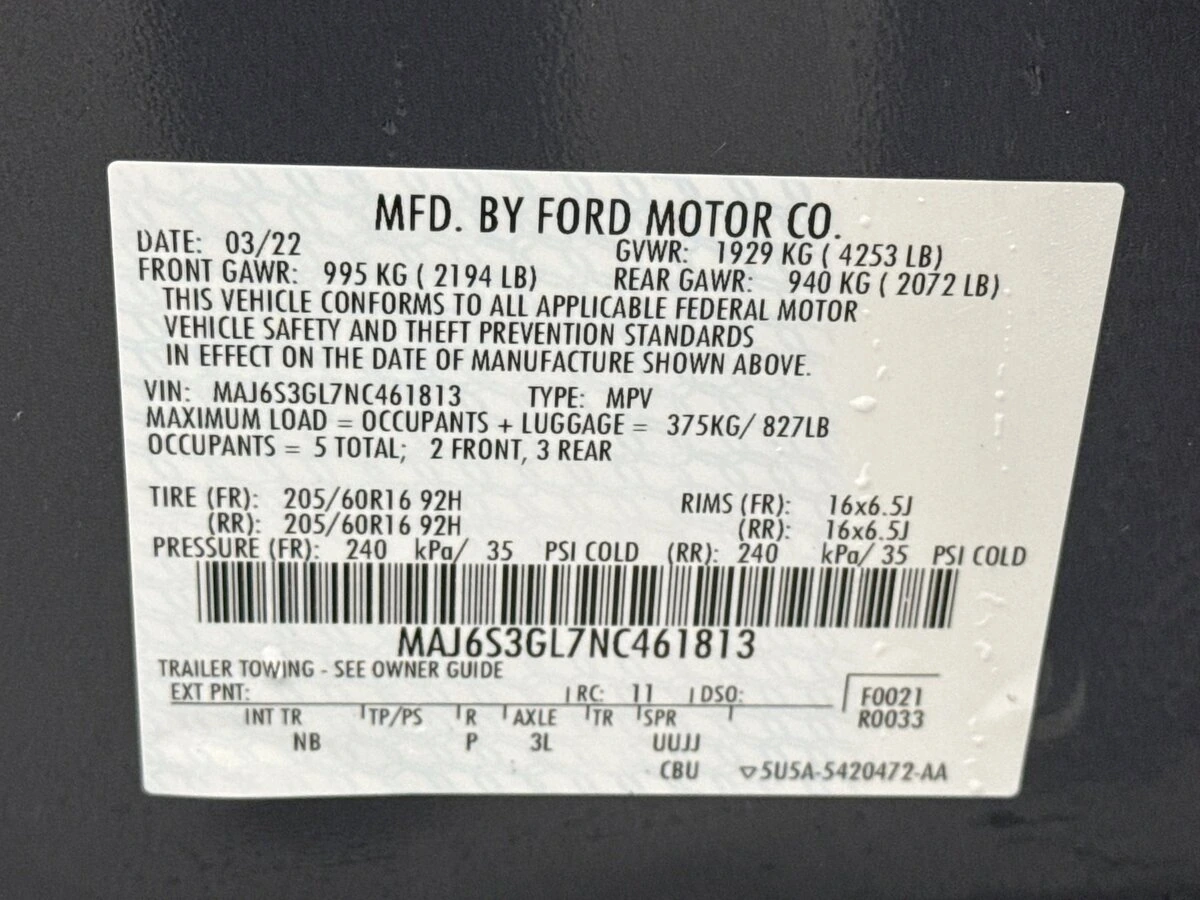 MFD. BY FORD MOTOR CO.
DATE: 03/22 GVWR: 1929 KG ( 4253 LB)
FRONT GAWR: 995 KG ( 2194 LB) REAR GAWR: 940 KG ( 2072 LB)
THIS VEHICLE CONFORMS TO ALL APPLICABLE FEDERAL MOTOR
VEHICLE SAFETY AND THEFT PREVENTION STANDARDS
IN EFFECT ON THE DATE OF MANUFACTURE SHOWN ABOVE.
VIN: MAJ6S3GL7NC461813 TYPE: MPV
MAXIMUM LOAD = OCCUPANTS + LUGGAGE = 375KG/ 827LB
OCCUPANTS = 5 TOTAL; 2 FRONT, 3 REAR
TIRE (FR): 205/60R16 92H RIMS (FR): 16x6.5J
(RR): 205/60R16 92H (RR): 16x6.5J
PRESSURE (FR): 240 kPa/ 35 PSI COLD (RR): 240 kPa/ 35 PSI COLD
MAJ6S3GL7NC461813
TRAILER TOWING - SEE OWNER GUIDE
EXT PNT: RC: 11 DSO: F0021
INT TR TP/PS R AXLE TR SPR R0033
NB P 3L UUJJ
CBU ▽5U5A-5420472-AA